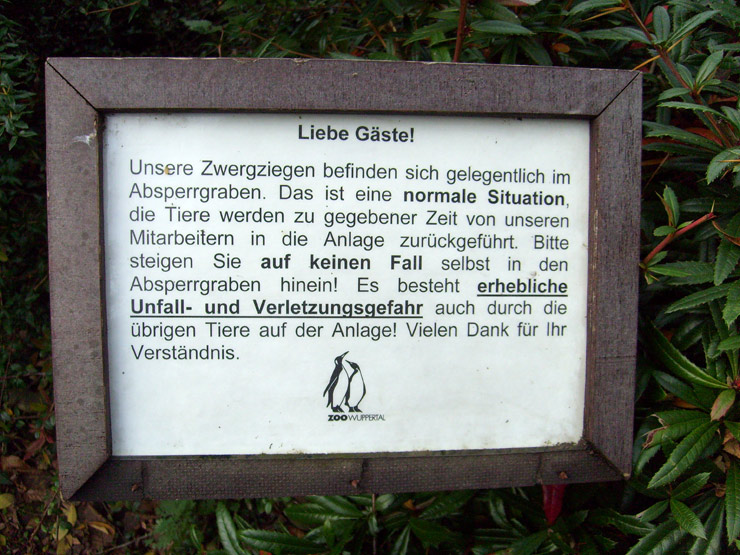 Liebe Gäste!
Unsere Zwergziegen befinden sich gelegentlich im
Absperrgraben. Das ist eine normale Situation,
die Tiere werden zu gegebener Zeit von unseren
Mitarbeitern in die Anlage zurückgeführt. Bitte
steigen Sie auf keinen Fall selbst in den
Absperrgraben hinein! Es besteht erhebliche
Unfall- und Verletzungsgefahr auch durch die
übrigen Tiere auf der Anlage! Vielen Dank für Ihr
Verständnis.
ZOO WUPPERTAL